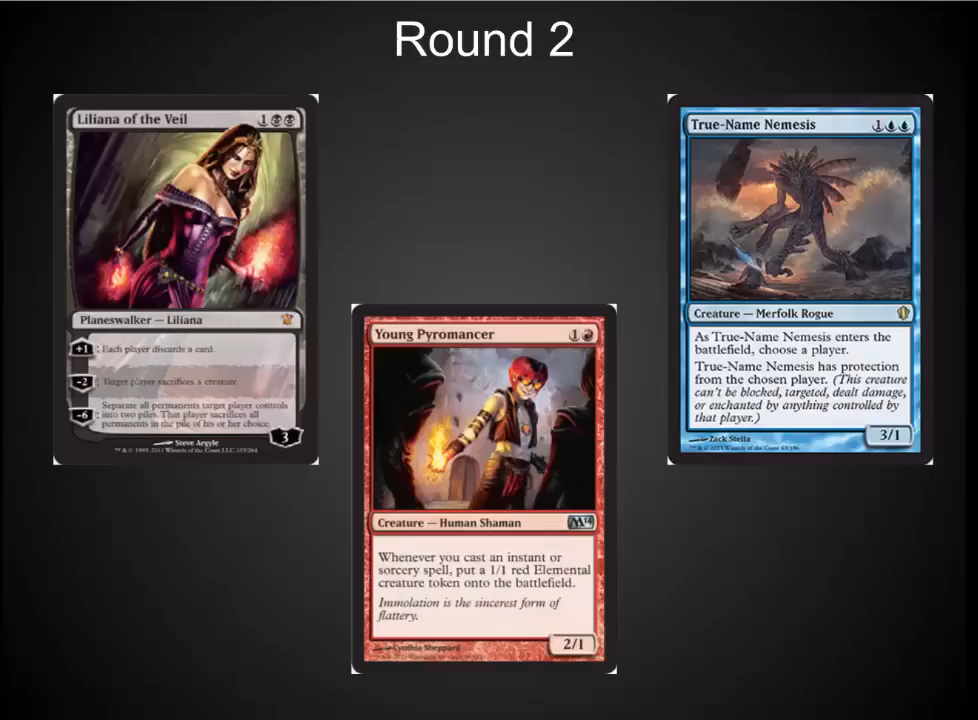 Round 2
Liliana of the Veil 1
Planeswalker — Liliana
+1 : Each player discards a card.
-2 : Target player sacrifices a creature
-6 : Separate all permanents target player controls
into two piles. That player sacrifices all
permanents in the pile of his or her choice.
Steve Argyle
3
True-Name Nemesis 1
Creature — Merfolk Rogue
As True-Name Nemesis enters the
battlefield, choose a player.
True-Name Nemesis has protection
from the chosen player. (This creature
can't be blocked, targeted, dealt damage,
or enchanted by anything controlled by
that player.)
Zack Stella
3/1
Young Pyromancer 1
Creature — Human Shaman M14
Whenever you cast an instant or
sorcery spell, put a 1/1 red Elemental
creature token onto the battlefield.
Immolation is the sincerest form of
flattery.
Cynthia Sheppard
2/1